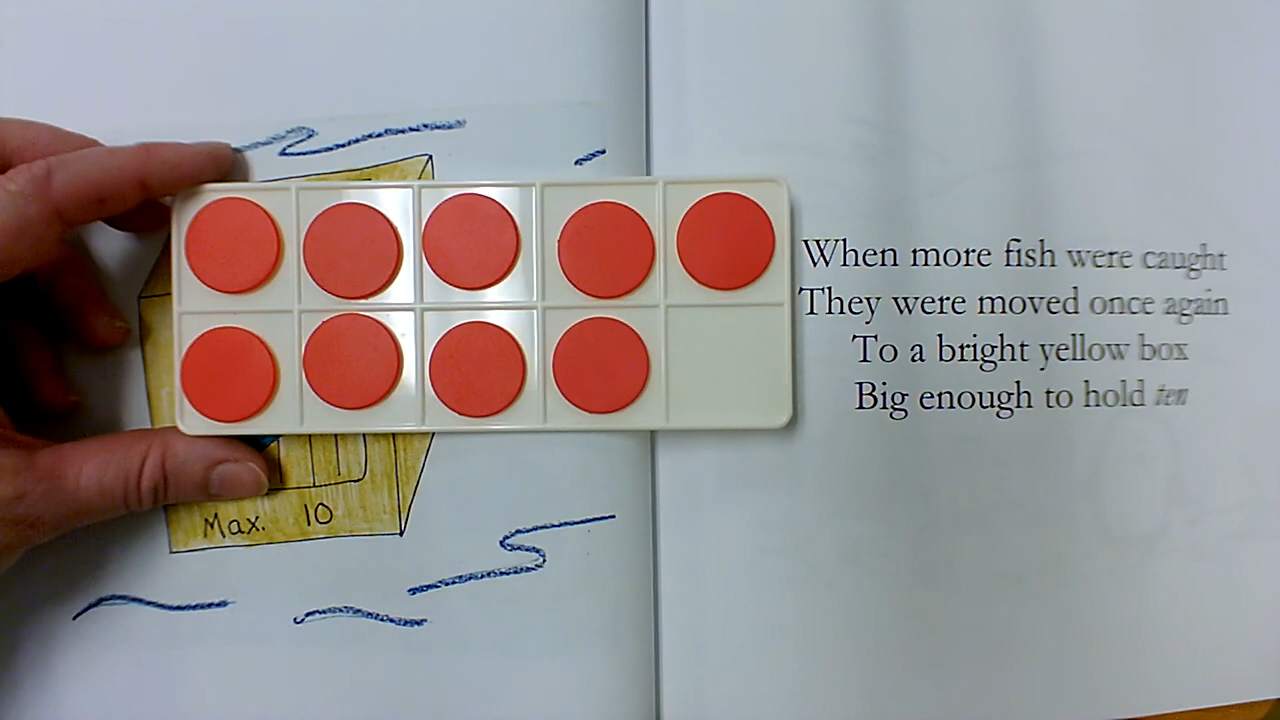 When more fish were caught
They were moved once again
To a bright yellow box
Big enough to hold ten
Max. 10